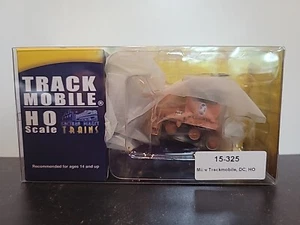 TRACK
MOBILE®
HO
Scale
TRAINS
Recommended for ages 14 and up
15-325
Trackmobile, DC, HO